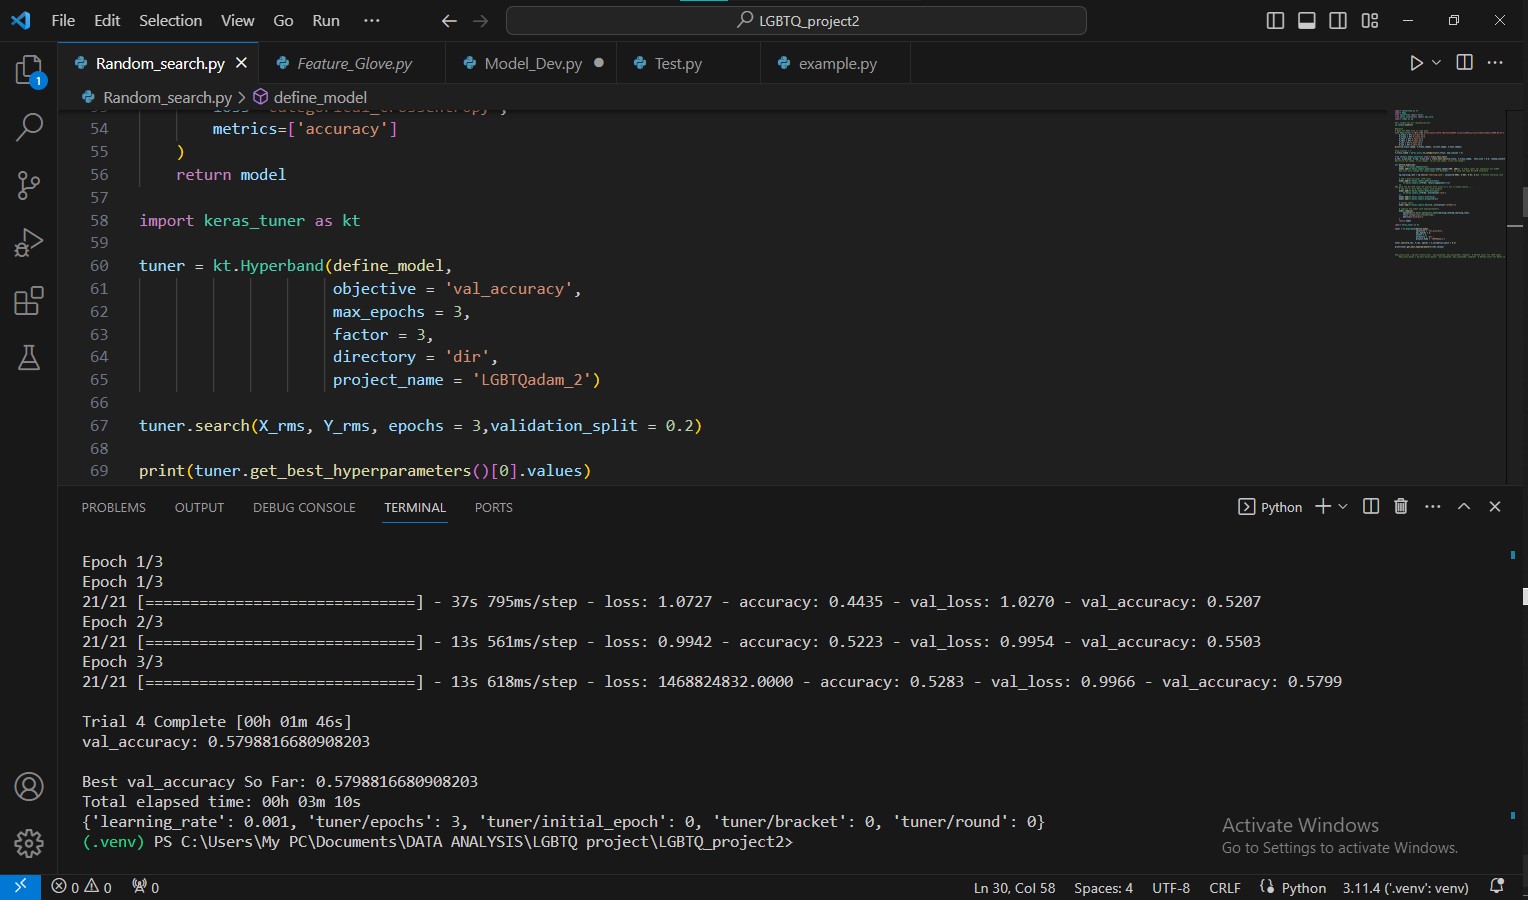 File Edit Selection View Go Run ··· LGBTQ_project2
Random_search.py Feature_Glove.py Model_Dev.py Test.py example.py
Random_search.py > define_model
54 metrics=['accuracy']
55 )
56 return model
57
58 import keras_tuner as kt
59
60 tuner = kt.Hyperband(define_model,
61 objective = 'val_accuracy',
62 max_epochs = 3,
63 factor = 3,
64 directory = 'dir',
65 project_name = 'LGBTQadam_2')
66
67 tuner.search(X_rms, Y_rms, epochs = 3,validation_split = 0.2)
68
69 print(tuner.get_best_hyperparameters()[0].values)
PROBLEMS OUTPUT DEBUG CONSOLE TERMINAL PORTS Python
Epoch 1/3
Epoch 1/3
21/21 [==============================] - 37s 795ms/step - loss: 1.0727 - accuracy: 0.4435 - val_loss: 1.0270 - val_accuracy: 0.5207
Epoch 2/3
21/21 [==============================] - 13s 561ms/step - loss: 0.9942 - accuracy: 0.5223 - val_loss: 0.9954 - val_accuracy: 0.5503
Epoch 3/3
21/21 [==============================] - 13s 618ms/step - loss: 1468824832.0000 - accuracy: 0.5283 - val_loss: 0.9966 - val_accuracy: 0.5799
Trial 4 Complete [00h 01m 46s]
val_accuracy: 0.5798816680908203
Best val_accuracy So Far: 0.5798816680908203
Total elapsed time: 00h 03m 10s
{'learning_rate': 0.001, 'tuner/epochs': 3, 'tuner/initial_epoch': 0, 'tuner/bracket': 0, 'tuner/round': 0}
(.venv) PS C:\Users\My PC\Documents\DATA ANALYSIS\LGBTQ project\LGBTQ_project2>
Activate Windows
Go to Settings to activate Windows.
0 0 0 Ln 30, Col 58 Spaces: 4 UTF-8 CRLF Python 3.11.4 ('.venv': venv)
1